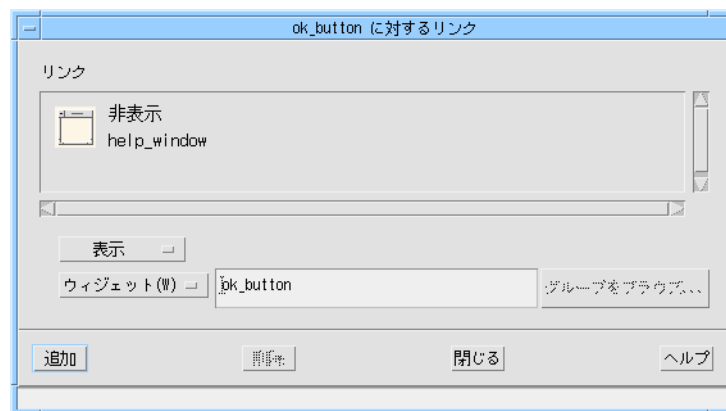 ok_button に対するリンク
リンク
非表示
help_window
表示
ウィジェット(W)
ok_button
グループをブラウズ...
追加
削除
閉じる
ヘルプ